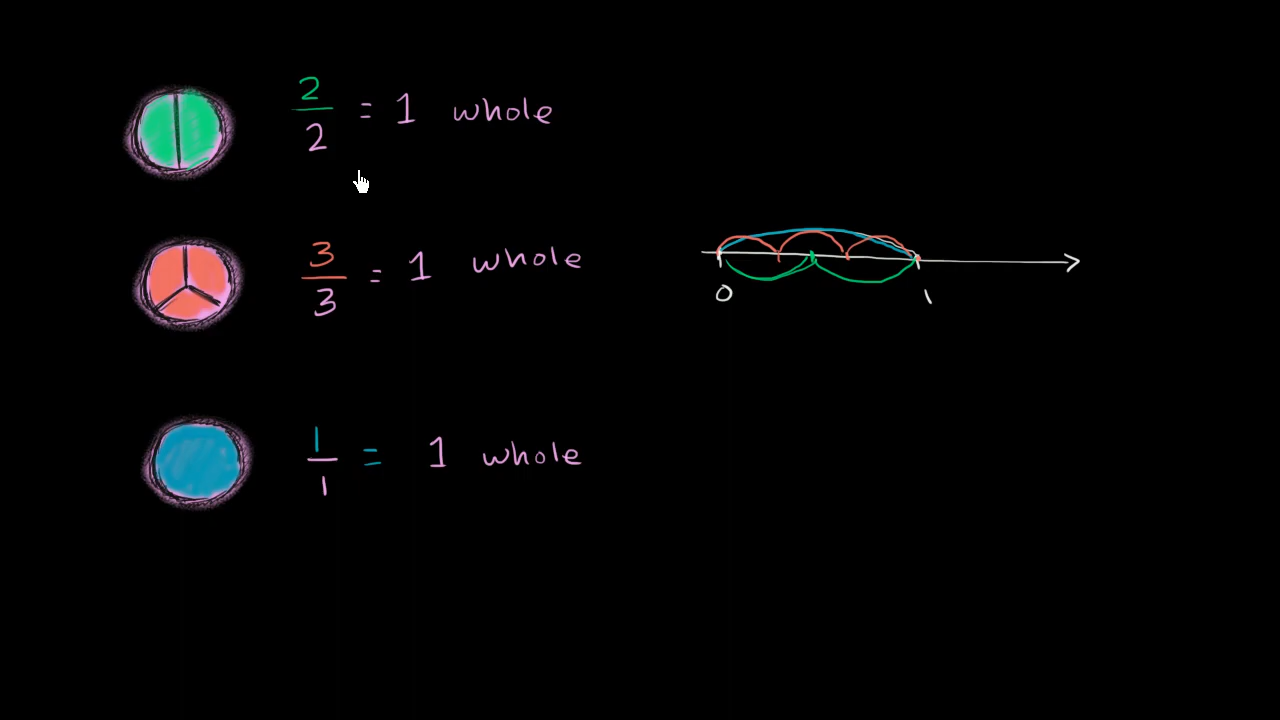 2/2 = 1 whole
3/3 = 1 whole
0 1
1/1 = 1 whole